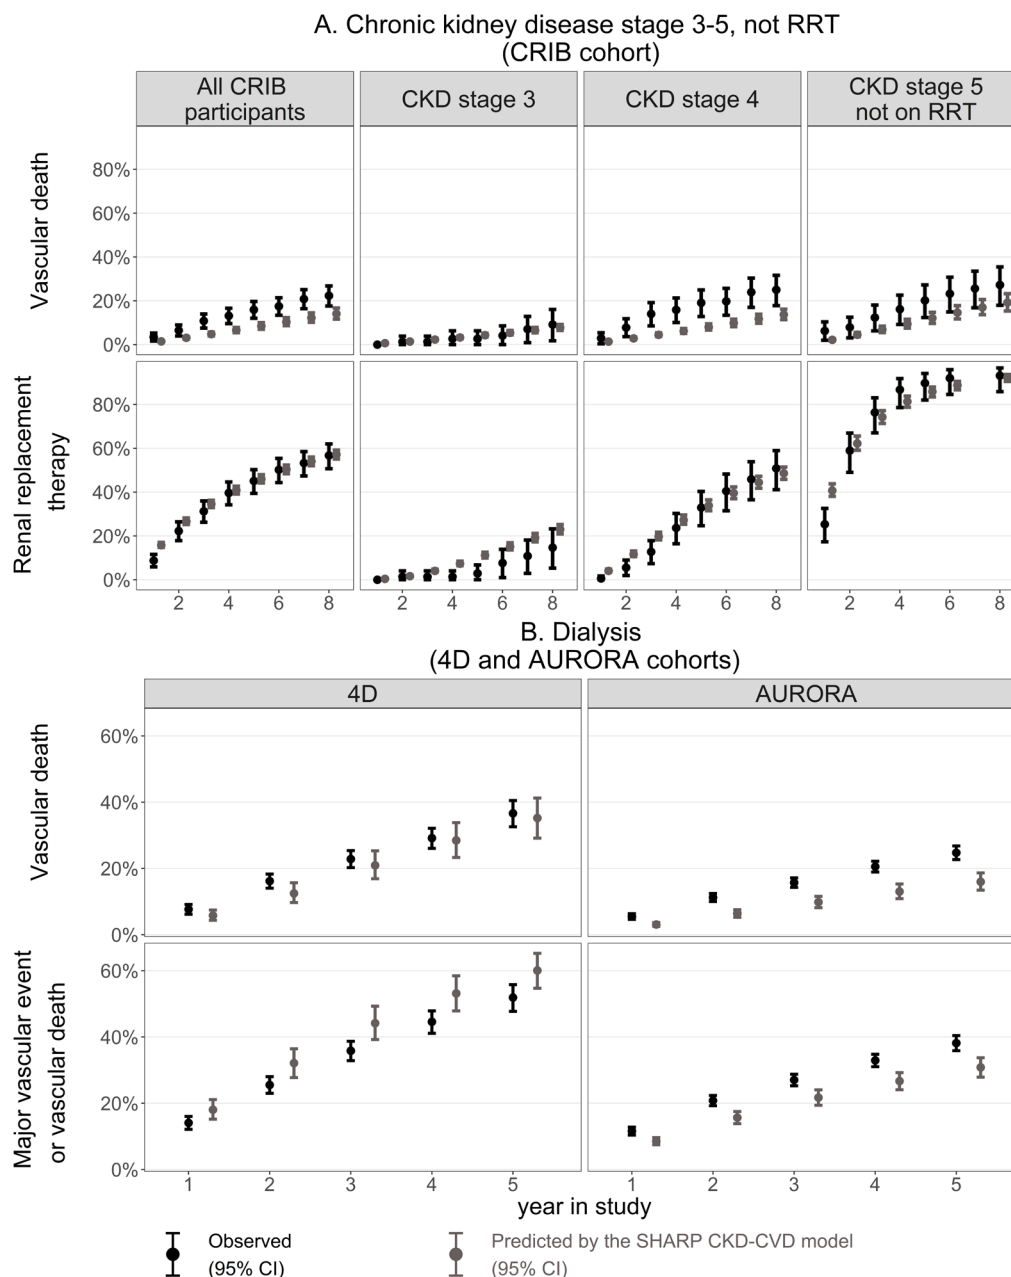 A. Chronic kidney disease stage 3-5, not RRT
(CRIB cohort)
All CRIB
participants
CKD stage 3
CKD stage 4
CKD stage 5
not on RRT
Vascular death
80%
60%
40%
20%
0%
Renal replacement
therapy
80%
60%
40%
20%
0%
2 4 6 8
2 4 6 8
2 4 6 8
2 4 6 8
B. Dialysis
(4D and AURORA cohorts)
4D
AURORA
Vascular death
60%
40%
20%
0%
Major vascular event
or vascular death
60%
40%
20%
0%
1 2 3 4 5
1 2 3 4 5
year in study
Observed
(95% CI)
Predicted by the SHARP CKD-CVD model
(95% CI)